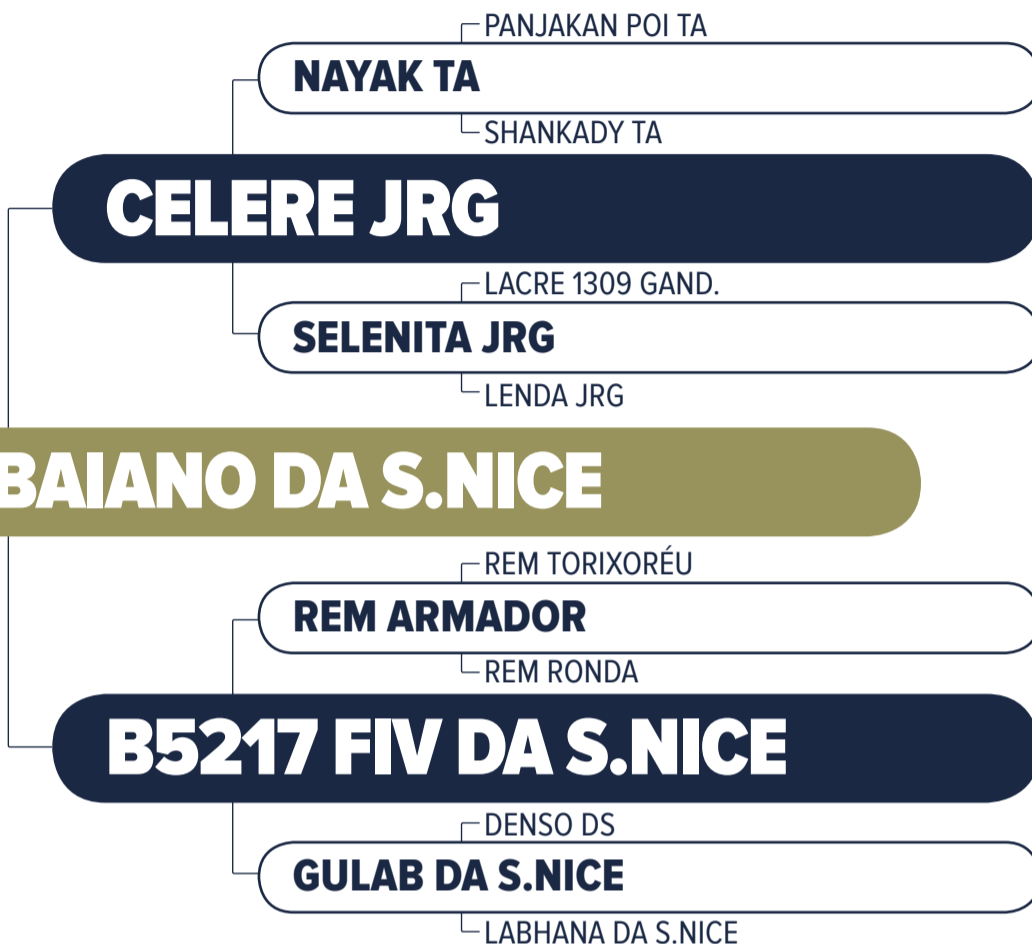 PANJAKAN POI TA
NAYAK TA
SHANKADY TA
CELERE JRG
LACRE 1309 GAND.
SELENITA JRG
LENDA JRG
BAIANO DA S.NICE
REM TORIXORÉU
REM ARMADOR
REM RONDA
B5217 FIV DA S.NICE
DENSO DS
GULAB DA S.NICE
LABHANA DA S.NICE